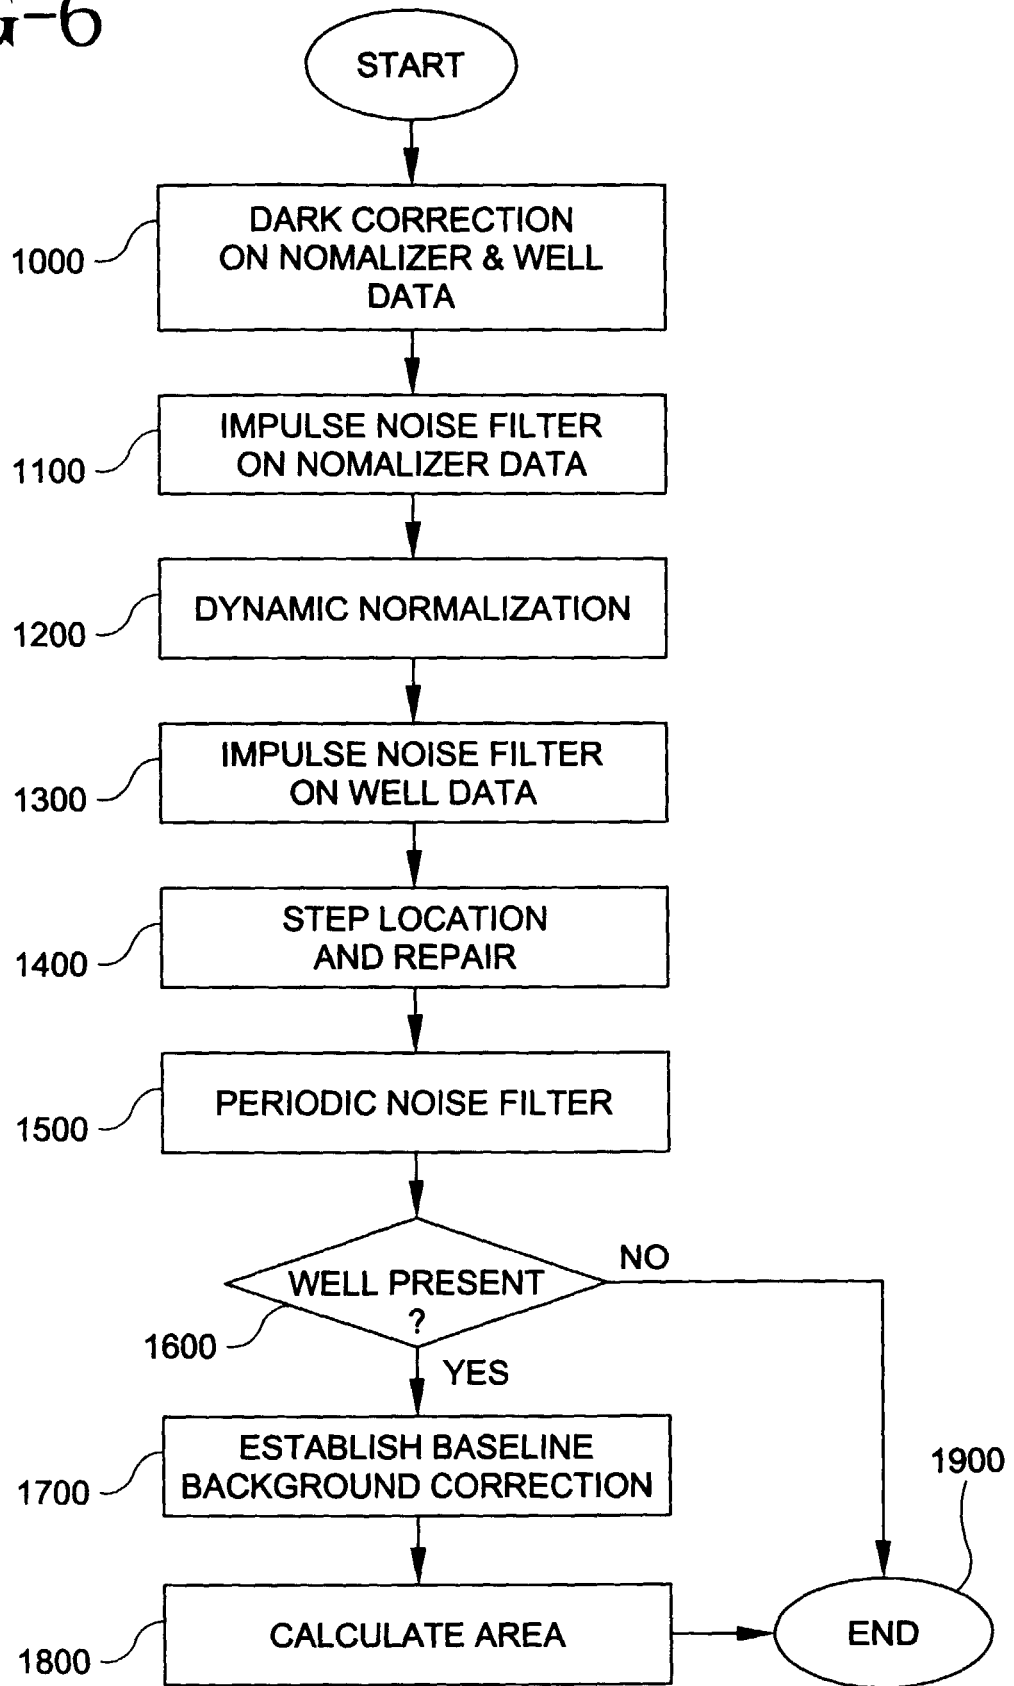 G-6
START
DARK CORRECTION
ON NOMALIZER & WELL
DATA
1000
IMPULSE NOISE FILTER
ON NOMALIZER DATA
1100
DYNAMIC NORMALIZATION
1200
IMPULSE NOISE FILTER
ON WELL DATA
1300
STEP LOCATION
AND REPAIR
1400
PERIODIC NOISE FILTER
1500
NO
WELL PRESENT
?
1600
YES
ESTABLISH BASELINE
BACKGROUND CORRECTION
1700
1900
CALCULATE AREA
END
1800